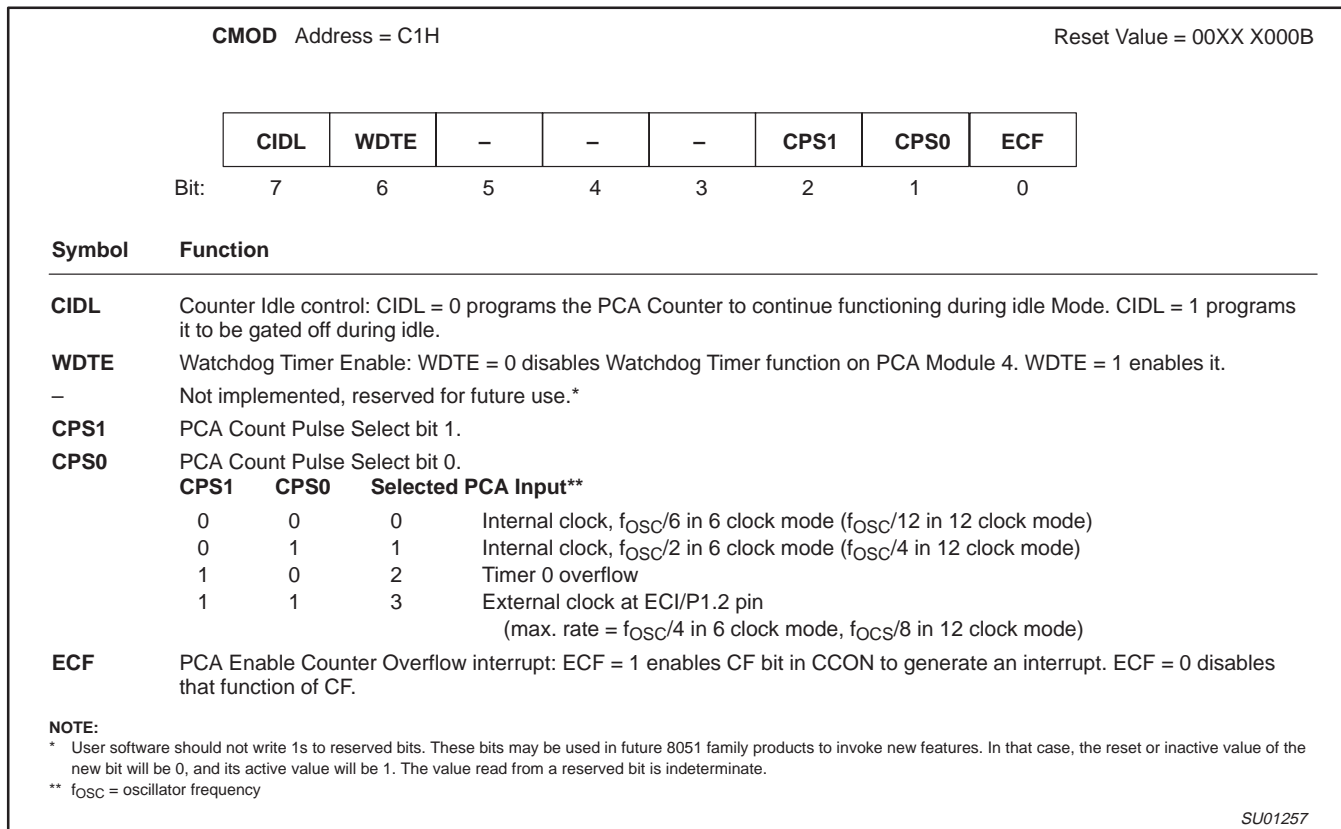 CMOD Address = C1H Reset Value = 00XX X000B
CIDL WDTE – – – CPS1 CPS0 ECF
Bit: 7 6 5 4 3 2 1 0
Symbol Function
CIDL Counter Idle control: CIDL = 0 programs the PCA Counter to continue functioning during idle Mode. CIDL = 1 programs
it to be gated off during idle.
WDTE Watchdog Timer Enable: WDTE = 0 disables Watchdog Timer function on PCA Module 4. WDTE = 1 enables it.
– Not implemented, reserved for future use.*
CPS1 PCA Count Pulse Select bit 1.
CPS0 PCA Count Pulse Select bit 0.
CPS1 CPS0 Selected PCA Input**
0 0 0 Internal clock, fOSC/6 in 6 clock mode (fOSC/12 in 12 clock mode)
0 1 1 Internal clock, fOSC/2 in 6 clock mode (fOSC/4 in 12 clock mode)
1 0 2 Timer 0 overflow
1 1 3 External clock at ECI/P1.2 pin
(max. rate = fOSC/4 in 6 clock mode, fOCS/8 in 12 clock mode)
ECF PCA Enable Counter Overflow interrupt: ECF = 1 enables CF bit in CCON to generate an interrupt. ECF = 0 disables
that function of CF.
NOTE:
* User software should not write 1s to reserved bits. These bits may be used in future 8051 family products to invoke new features. In that case, the reset or inactive value of the
new bit will be 0, and its active value will be 1. The value read from a reserved bit is indeterminate.
** fOSC = oscillator frequency
SU01257